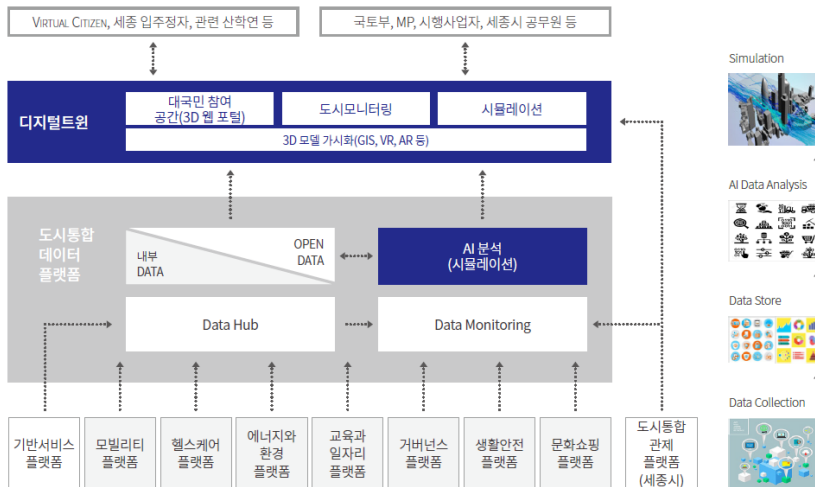 VIRTUAL CITIZEN, 세종 입주정자, 관련 산학연 등
국토부, MP, 시행사업자, 세종시 공무원 등
디지털트윈
대국민 참여
공간(3D 웹 포털)
도시모니터링
시뮬레이션
3D 모델 가시화(GIS, VR, AR 등)
도시통합
데이터
플랫폼
내부
DATA
OPEN
DATA
AI 분석
(시뮬레이션)
Data Hub
Data Monitoring
기반서비스
플랫폼
모빌리티
플랫폼
헬스케어
플랫폼
에너지와
환경
플랫폼
교육과
일자리
플랫폼
거버넌스
플랫폼
생활안전
플랫폼
문화쇼핑
플랫폼
도시통합
관제
플랫폼
(세종시)
Simulation
AI Data Analysis
Data Store
Data Collection